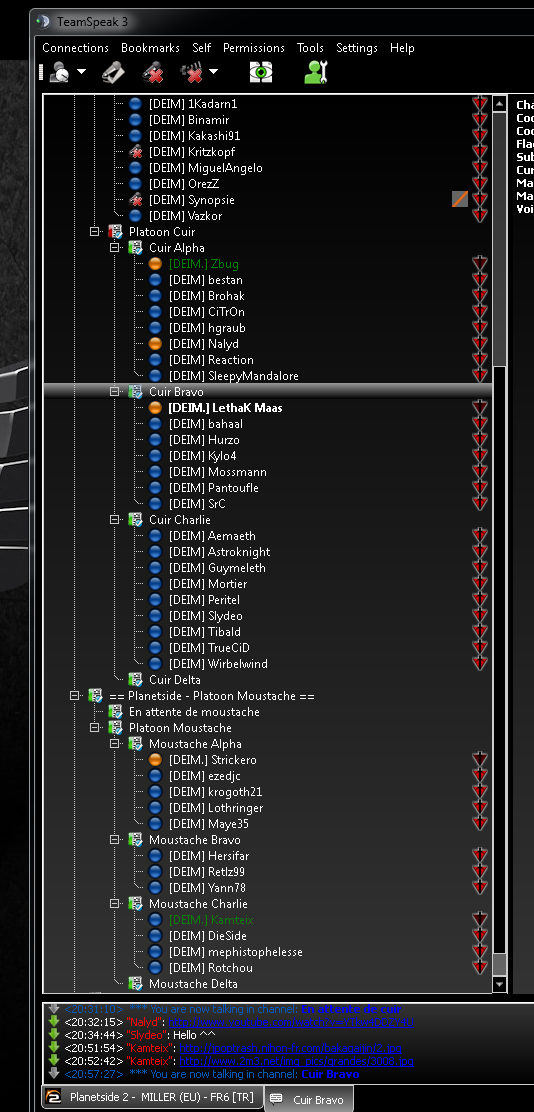 TeamSpeak 3
Connections Bookmarks Self Permissions Tools Settings Help
[DEIM] 1Kadarn1
[DEIM] Binamir
[DEIM] Kakashi91
[DEIM] Kritzkopf
[DEIM] MiguelAngelo
[DEIM] OrezZ
[DEIM] Synopsie
[DEIM] Vazkor
Platoon Cuir
Cuir Alpha
[DEIM.] Zbug
[DEIM] bestan
[DEIM] Brohak
[DEIM] CiTrOn
[DEIM] hgraub
[DEIM] Nalyd
[DEIM] Reaction
[DEIM] SleepyMandalore
Cuir Bravo
[DEIM.] LethaK Maas
[DEIM] bahaal
[DEIM] Hurzo
[DEIM] Kylo4
[DEIM] Mossmann
[DEIM] Pantoufle
[DEIM] SrC
Cuir Charlie
[DEIM] Aemaeth
[DEIM] Astroknight
[DEIM] Guymeleth
[DEIM] Mortier
[DEIM] Peritel
[DEIM] Slydeo
[DEIM] Tibald
[DEIM] TrueCiD
[DEIM] Wirbelwind
Cuir Delta
== Planetside - Platoon Moustache ==
En attente de moustache
Platoon Moustache
Moustache Alpha
[DEIM.] Strickero
[DEIM] ezedjc
[DEIM] krogoth21
[DEIM] Lothringer
[DEIM] Maye35
Moustache Bravo
[DEIM] Hersifar
[DEIM] Retlz99
[DEIM] Yann78
Moustache Charlie
[DEIM.] Kamteix
[DEIM] DieSide
[DEIM] mephistophelesse
[DEIM] Rotchou
Moustache Delta
Cha
Coo
Coo
Flag
Sub
Cur
Ma
Ma
Voi
<20:31:10> *** You are now talking in channel: En attente de cuir
<20:32:15> "Nalyd":
<20:34:44> "Slydeo": Hello ^^
<20:51:54> "Kamteix":
<20:52:42> "Kamteix":
<20:57:27> *** You are now talking in channel: Cuir Bravo
Planetside 2 - MILLER (EU) - FR6 [TR] Cuir Bravo